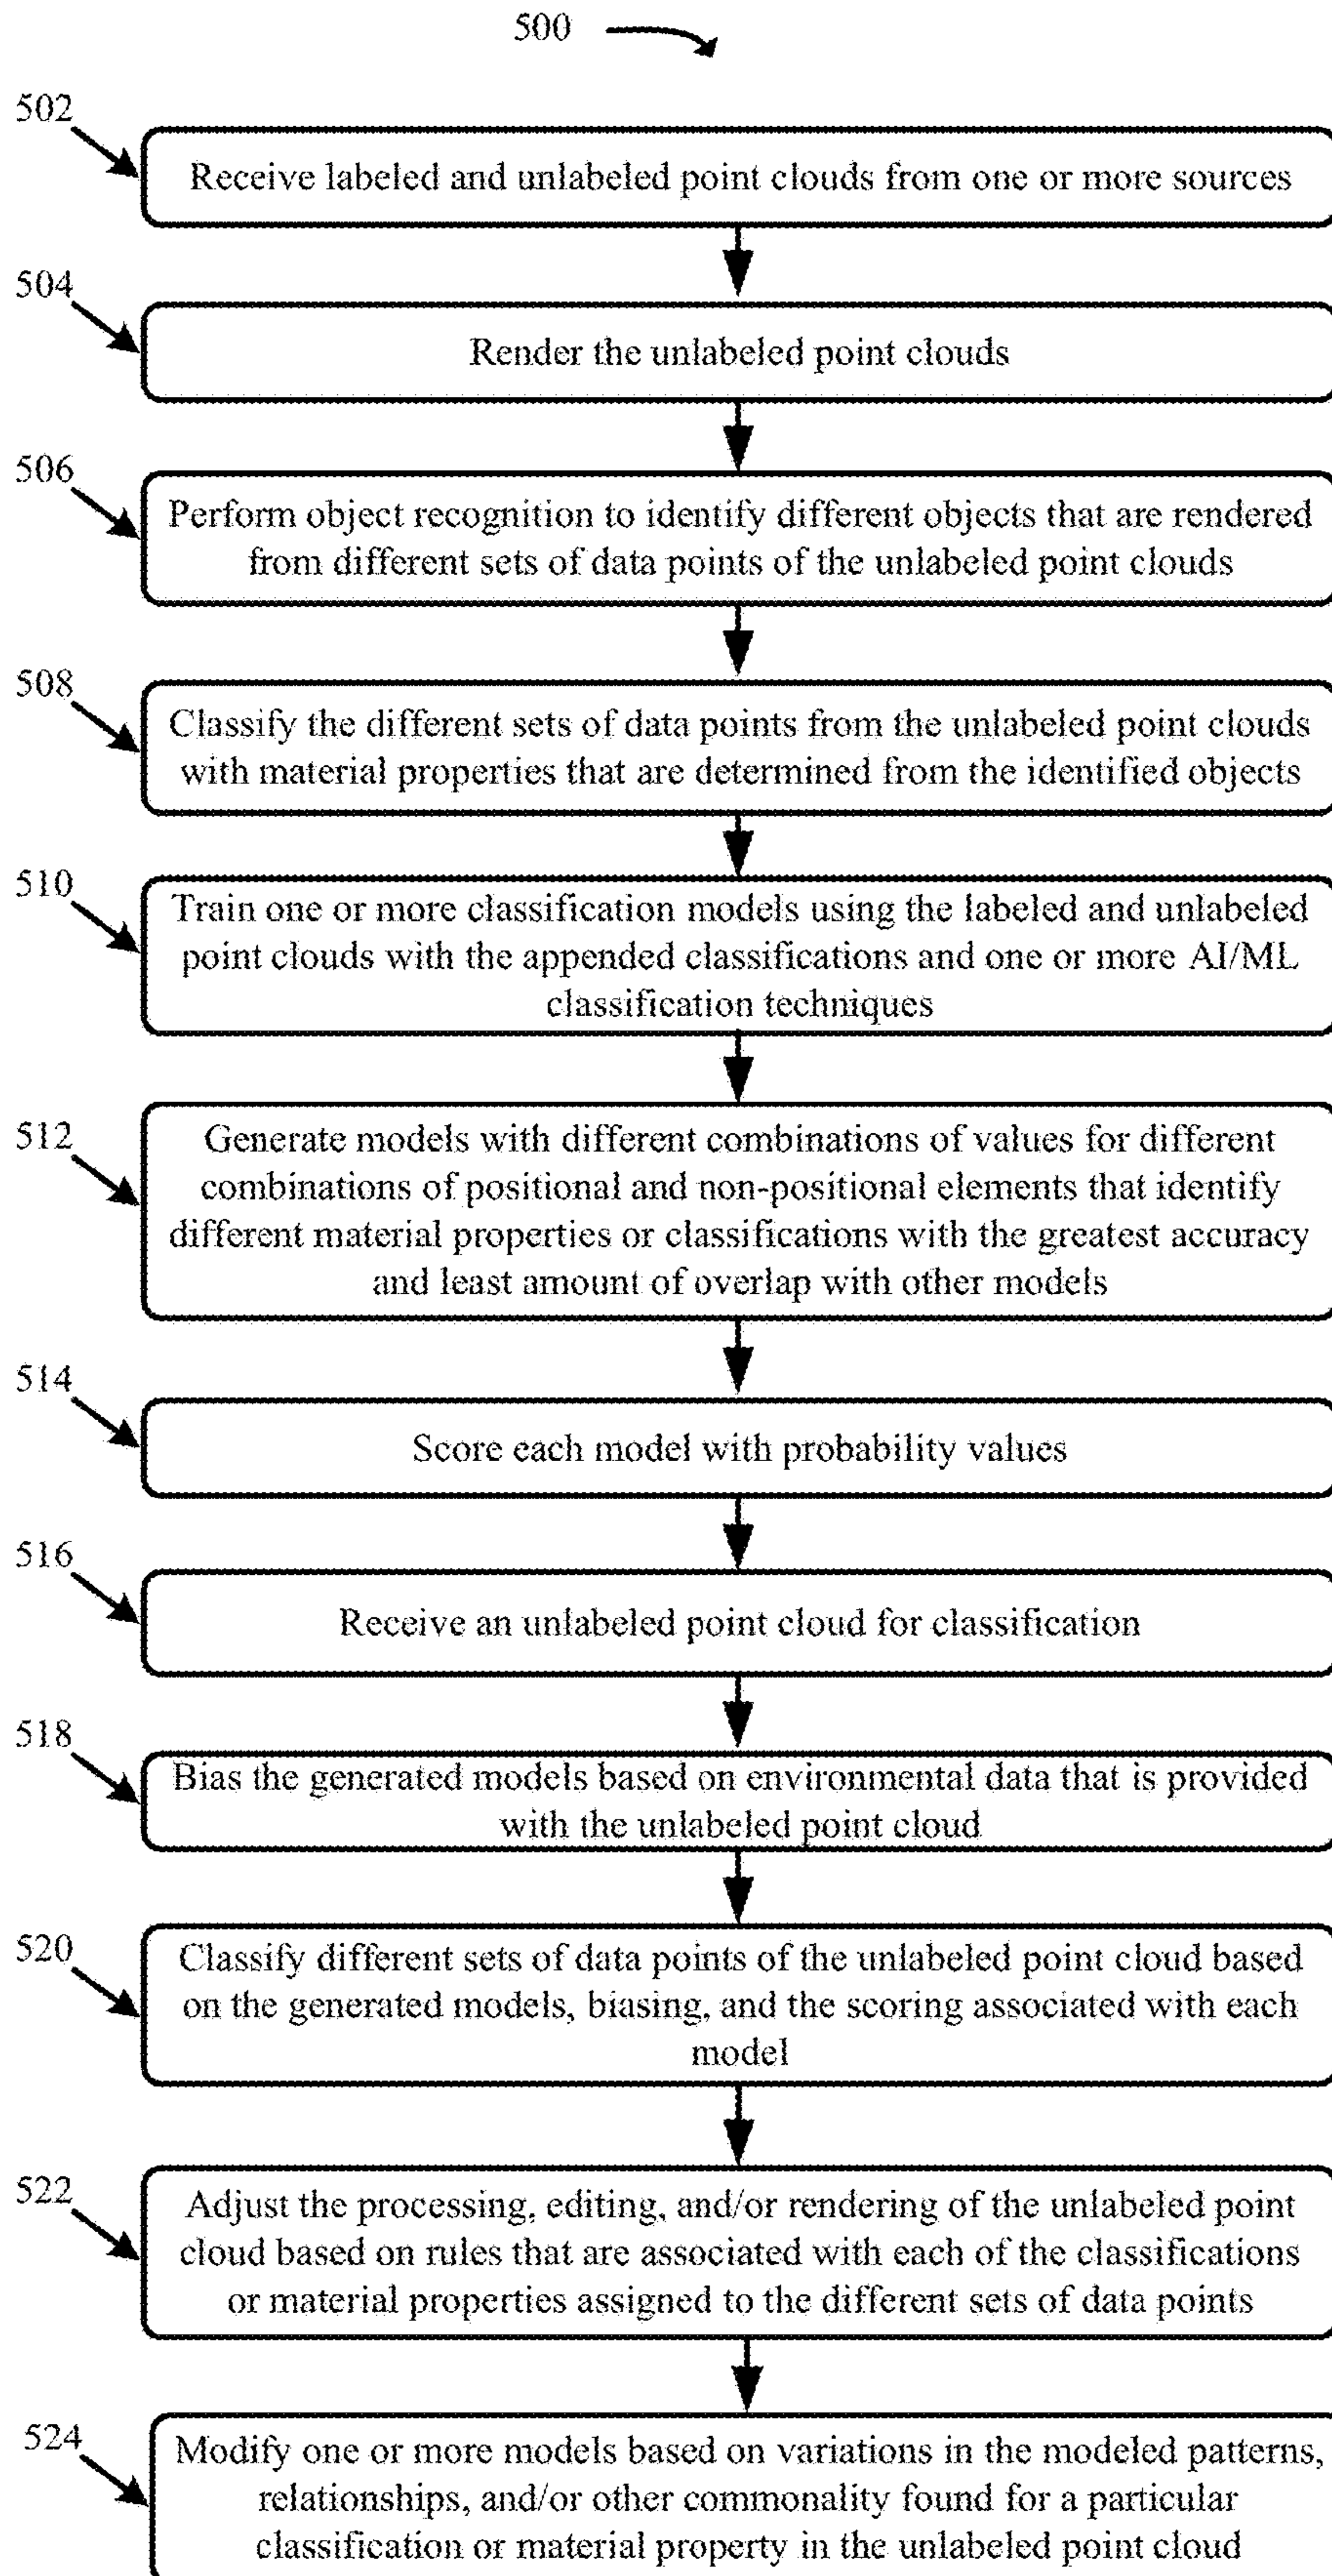 500
502
Receive labeled and unlabeled point clouds from one or more sources
504
Render the unlabeled point clouds
506
Perform object recognition to identify different objects that are rendered
from different sets of data points of the unlabeled point clouds
508
Classify the different sets of data points from the unlabeled point clouds
with material properties that are determined from the identified objects
510
Train one or more classification models using the labeled and unlabeled
point clouds with the appended classifications and one or more AI/ML
classification techniques
512
Generate models with different combinations of values for different
combinations of positional and non-positional elements that identify
different material properties or classifications with the greatest accuracy
and least amount of overlap with other models
514
Score each model with probability values
516
Receive an unlabeled point cloud for classification
518
Bias the generated models based on environmental data that is provided
with the unlabeled point cloud
520
Classify different sets of data points of the unlabeled point cloud based
on the generated models, biasing, and the scoring associated with each
model
522
Adjust the processing, editing, and/or rendering of the unlabeled point
cloud based on rules that are associated with each of the classifications
or material properties assigned to the different sets of data points
524
Modify one or more models based on variations in the modeled patterns,
relationships, and/or other commonality found for a particular
classification or material property in the unlabeled point cloud